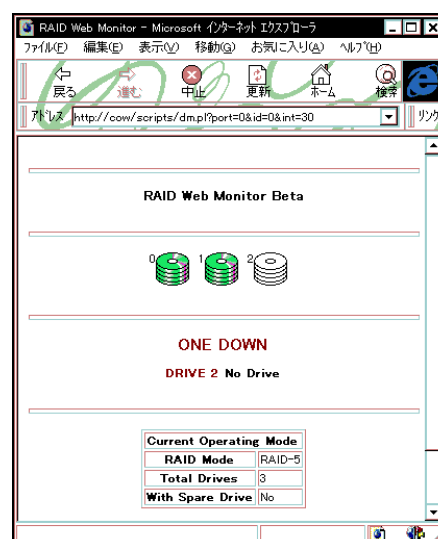 RAID Web Monitor - Microsoft インターネット エクスプローラ
ファイル(F) 編集(E) 表示(V) 移動(G) お気に入り(A) ヘルプ(H)
戻る 進む 中止 更新 ホーム 検索
アドレス http://cow/scripts/dm.pl?port=0&id=0&int=30 リンク
RAID Web Monitor Beta
0 1 2
ONE DOWN
DRIVE 2 No Drive
Current Operating Mode
RAID Mode RAID-5
Total Drives 3
With Spare Drive No